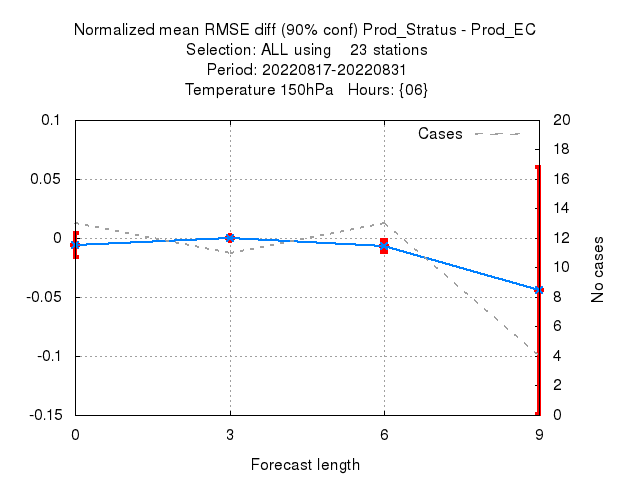 Normalized mean RMSE diff (90% conf) Prod_Stratus - Prod_EC
Selection: ALL using    23 stations
Period: 20220817-20220831
Temperature 150hPa   Hours: {06}
Cases
0.1
0.05
0
-0.05
-0.1
-0.15
20
18
16
14
12
10
8
6
4
2
0
No cases
0 3 6 9
Forecast length